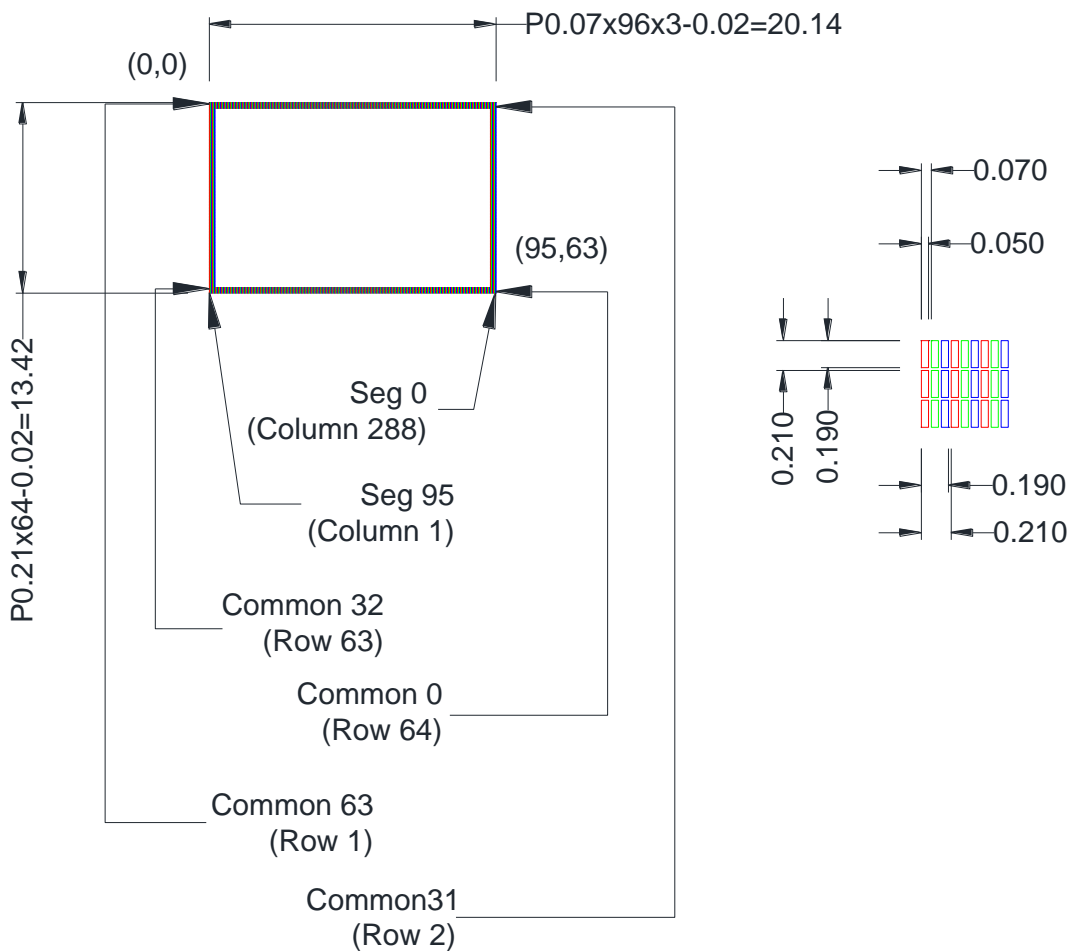 P0.07x96x3-0.02=20.14
(0,0)
(95,63)
P0.21x64-0.02=13.42
Seg 0
(Column 288)
Seg 95
(Column 1)
Common 32
(Row 63)
Common 0
(Row 64)
Common 63
(Row 1)
Common31
(Row 2)
0.070
0.050
0.210
0.190
0.190
0.210